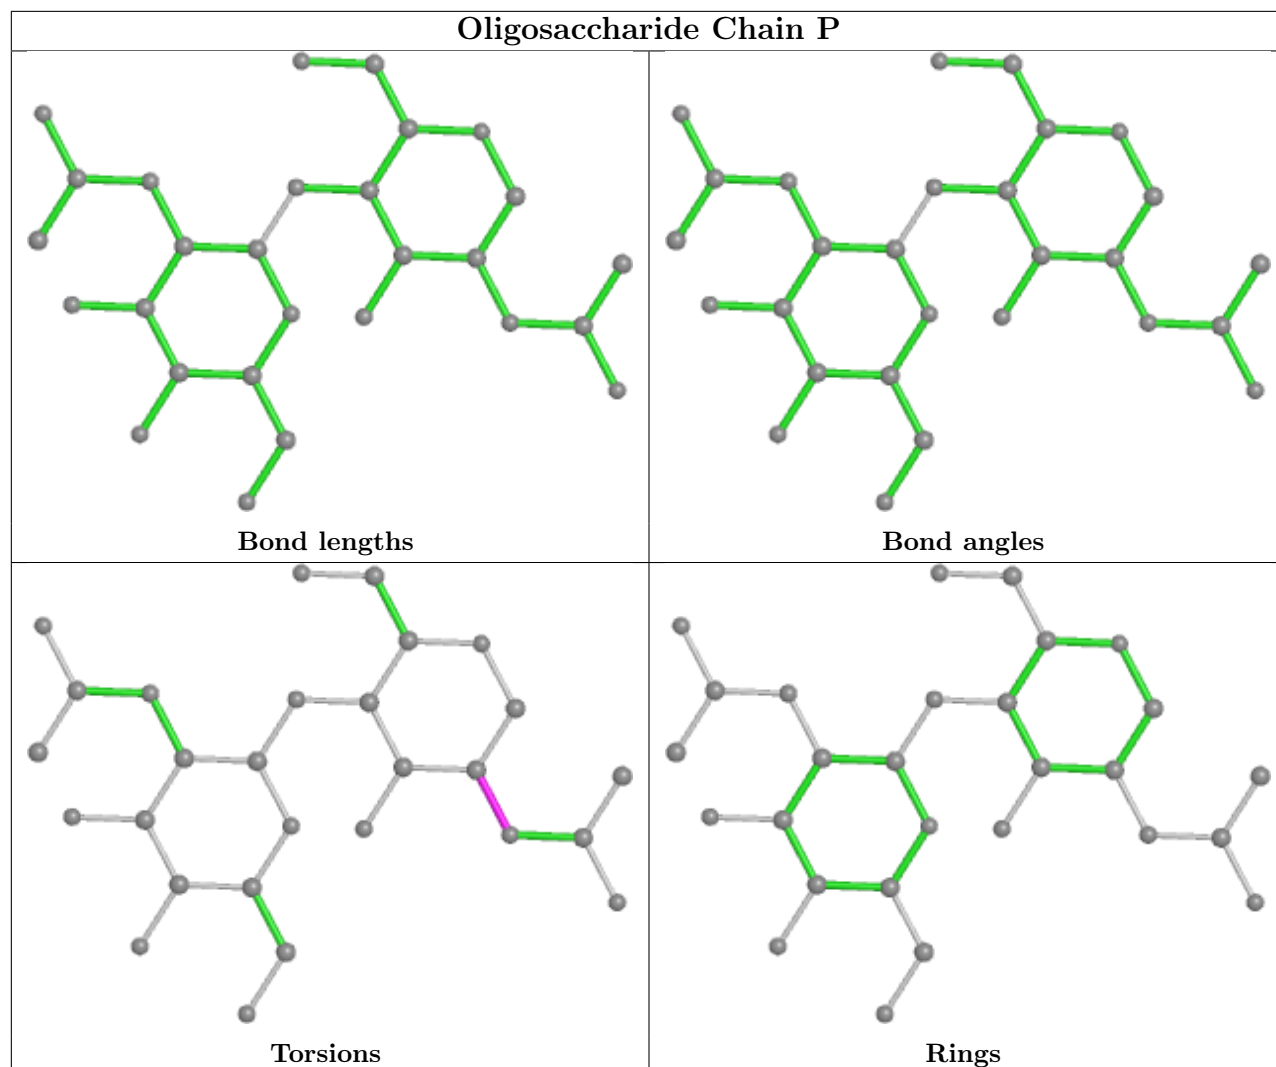 Oligosaccharide Chain P
Bond lengths
Bond angles
Torsions
Rings